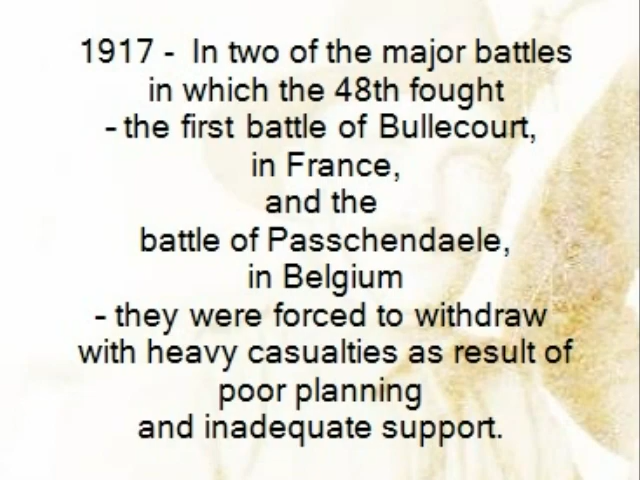 1917 - In two of the major battles
in which the 48th fought
- the first battle of Bullecourt,
in France,
and the
battle of Passchendaele,
in Belgium
- they were forced to withdraw
with heavy casualties as result of
poor planning
and inadequate support.